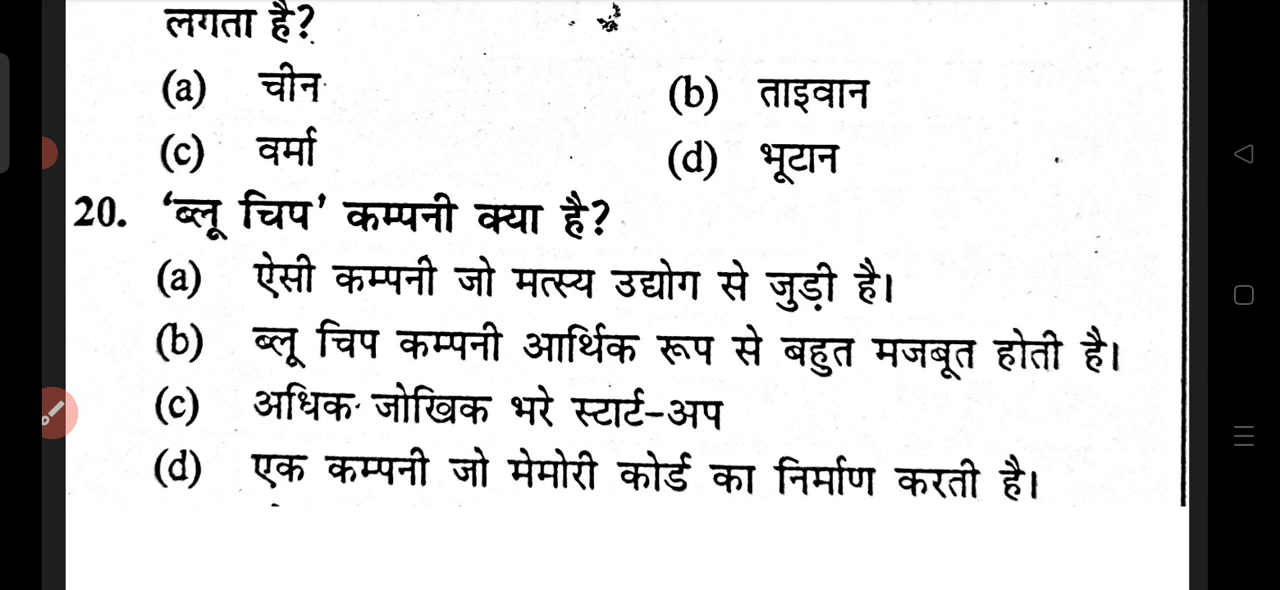 लगता है?
(a) चीन (b) ताइवान
(c) वर्मा (d) भूटान
20. 'ब्लू चिप' कम्पनी क्या है?
(a) ऐसी कम्पनी जो मत्स्य उद्योग से जुड़ी है।
(b) ब्लू चिप कम्पनी आर्थिक रूप से बहुत मजबूत होती है।
(c) अधिक जोखिक भरे स्टार्ट-अप
(d) एक कम्पनी जो मेमोरी कोर्ड का निर्माण करती है।